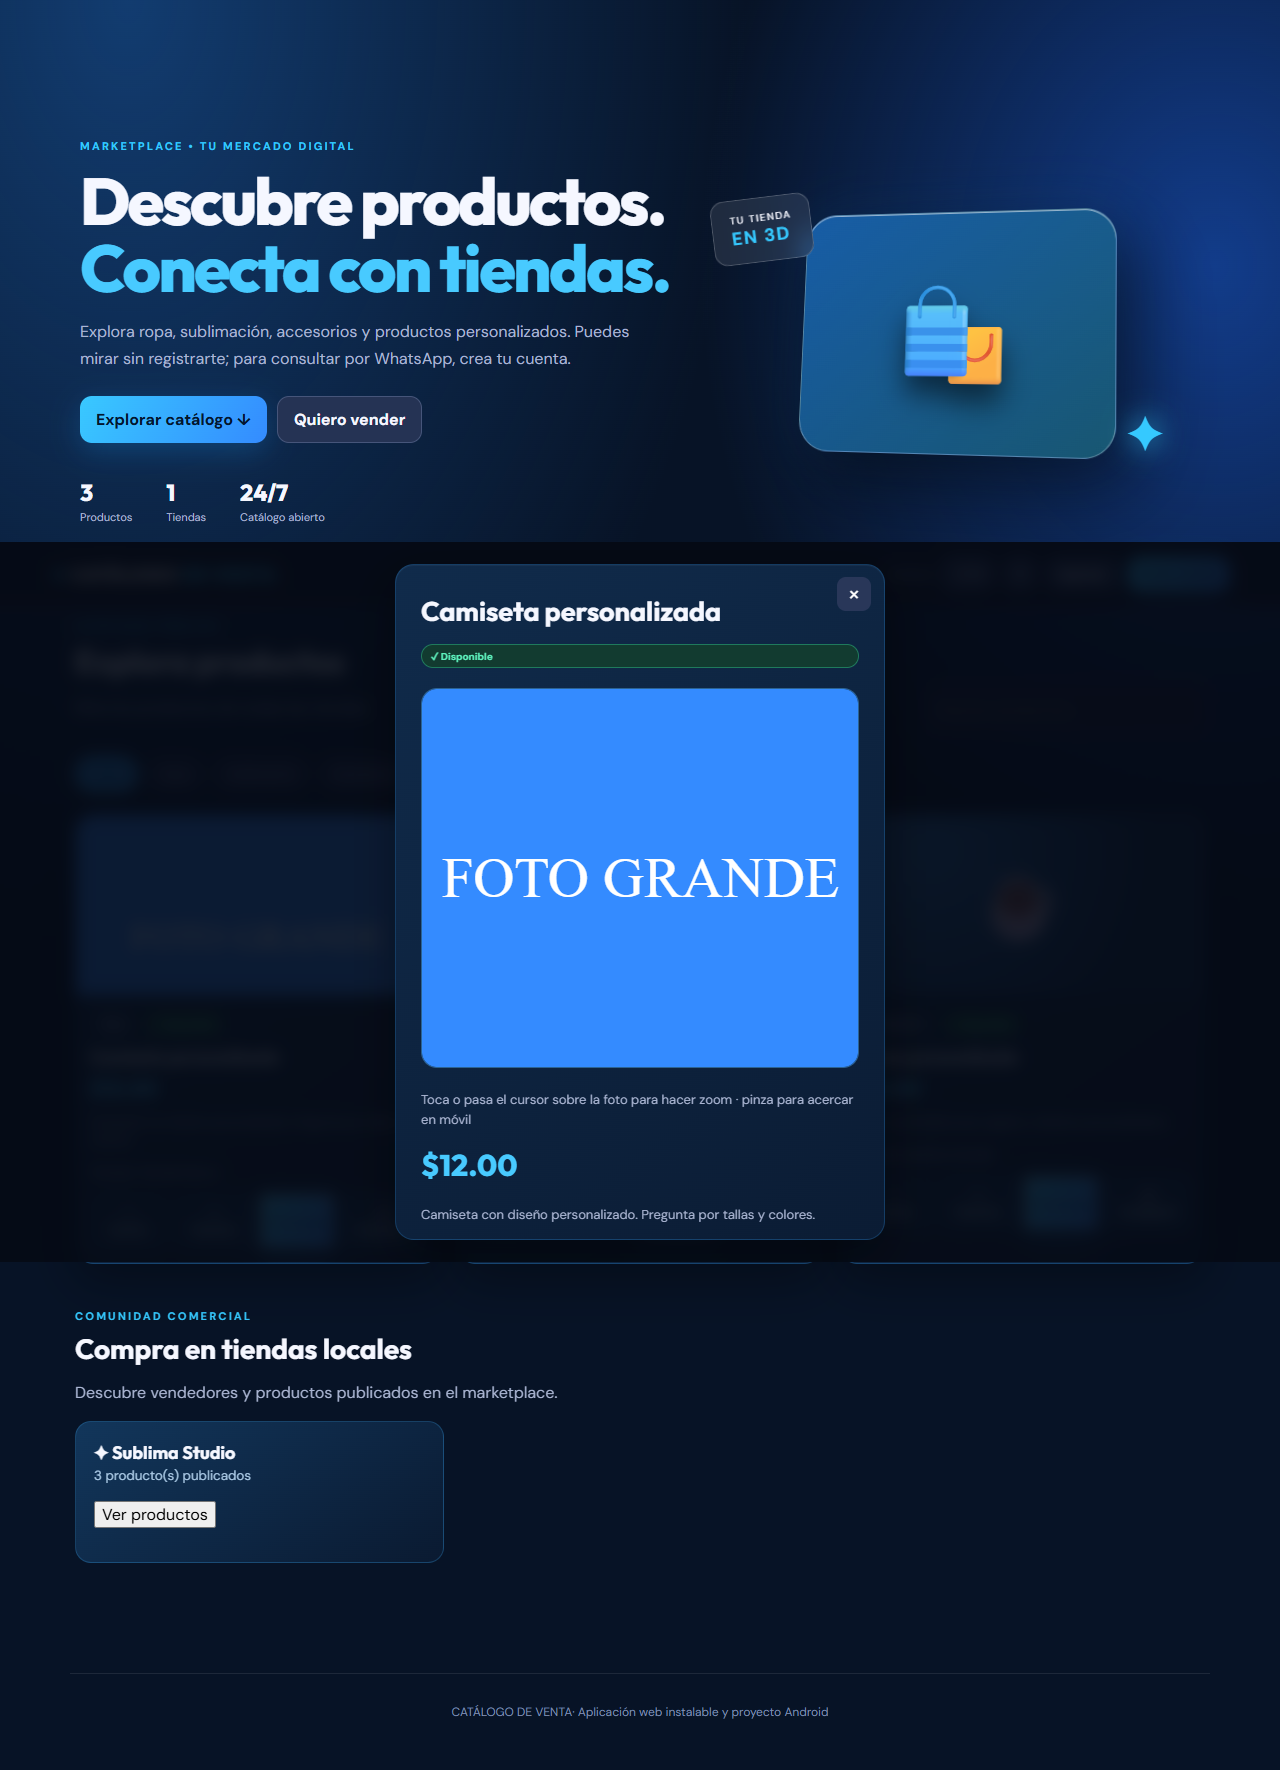 MARKETPLACE • TU MERCADO DIGITAL
Descubre productos.
Conecta con tiendas.
Explora ropa, sublimación, accesorios y productos personalizados. Puedes
mirar sin registrarte; para consultar por WhatsApp, crea tu cuenta.
Explorar catálogo ↓
Quiero vender
3
Productos
1
Tiendas
24/7
Catálogo abierto
TU TIENDA
EN 3D
Camiseta personalizada
×
✓ Disponible
FOTO GRANDE
Toca o pasa el cursor sobre la foto para hacer zoom · pinza para acercar
en móvil
$12.00
Camiseta con diseño personalizado. Pregunta por tallas y colores.
COMUNIDAD COMERCIAL
Compra en tiendas locales
Descubre vendedores y productos publicados en el marketplace.
✦ Sublima Studio
3 producto(s) publicados
Ver productos
CATÁLOGO DE VENTA· Aplicación web instalable y proyecto Android